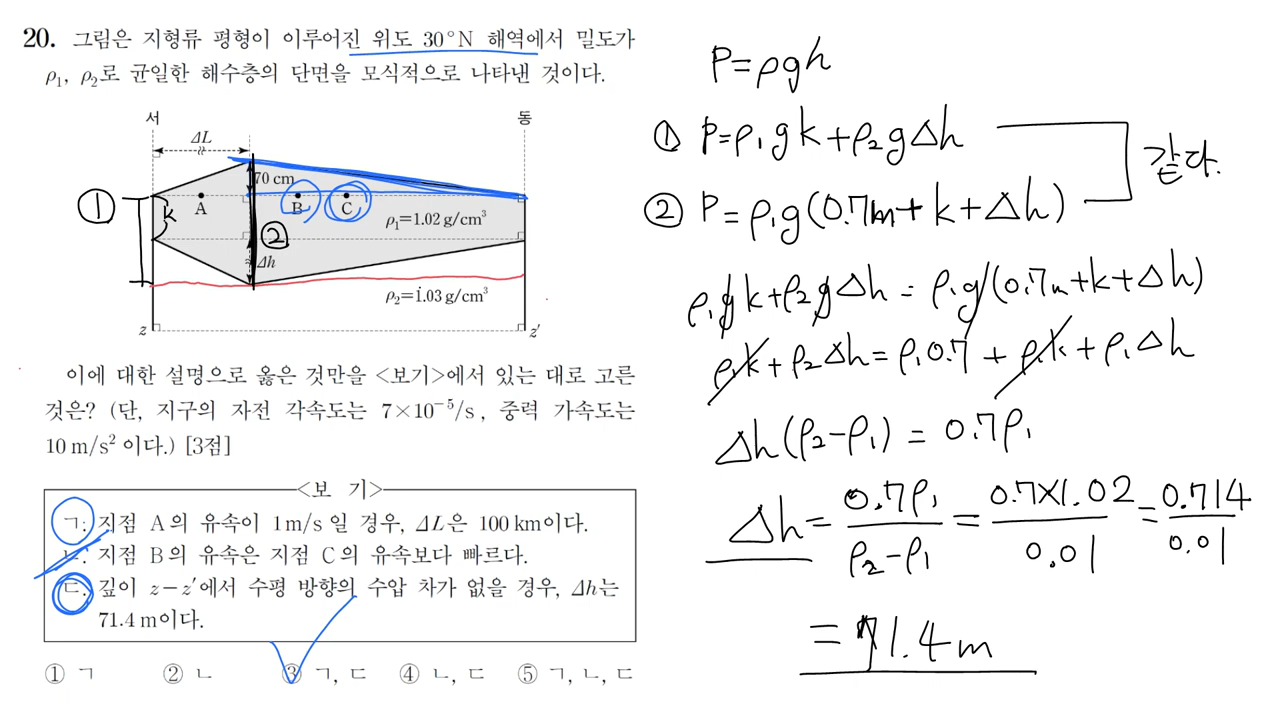 20. 그림은 지형류 평형이 이루어진 위도 30°N 해역에서 밀도가
ρ₁, ρ₂로 균일한 해수층의 단면을 모식적으로 나타낸 것이다.
서
동
ΔL
70 cm
①
k
A
B
C
ρ₁=1.02 g/cm³
②
Δh
ρ₂=1.03 g/cm³
z
z′
이에 대한 설명으로 옳은 것만을 <보기>에서 있는 대로 고른
것은? (단, 지구의 자전 각속도는 7×10⁻⁵/s, 중력 가속도는
10 m/s² 이다.) [3점]
<보 기>
ㄱ. 지점 A의 유속이 1 m/s 일 경우, ΔL은 100 km이다.
ㄴ. 지점 B의 유속은 지점 C의 유속보다 빠르다.
ㄷ. 깊이 z-z′에서 수평 방향의 수압 차가 없을 경우, Δh는
71.4 m이다.
① ㄱ ② ㄴ ③ ㄱ, ㄷ ④ ㄴ, ㄷ ⑤ ㄱ, ㄴ, ㄷ
P=ρgh
① P=ρ₁gk+ρ₂gΔh
같다.
② P=ρ₁g(0.7m+k+Δh)
ρ₁gk+ρ₂gΔh=ρ₁g(0.7m+k+Δh)
ρ₁k+ρ₂Δh=ρ₁0.7+ρ₁k+ρ₁Δh
Δh(ρ₂-ρ₁)=0.7ρ₁
Δh=0.7ρ₁/ρ₂-ρ₁=0.7×1.02/0.01=0.714/0.01
=71.4m